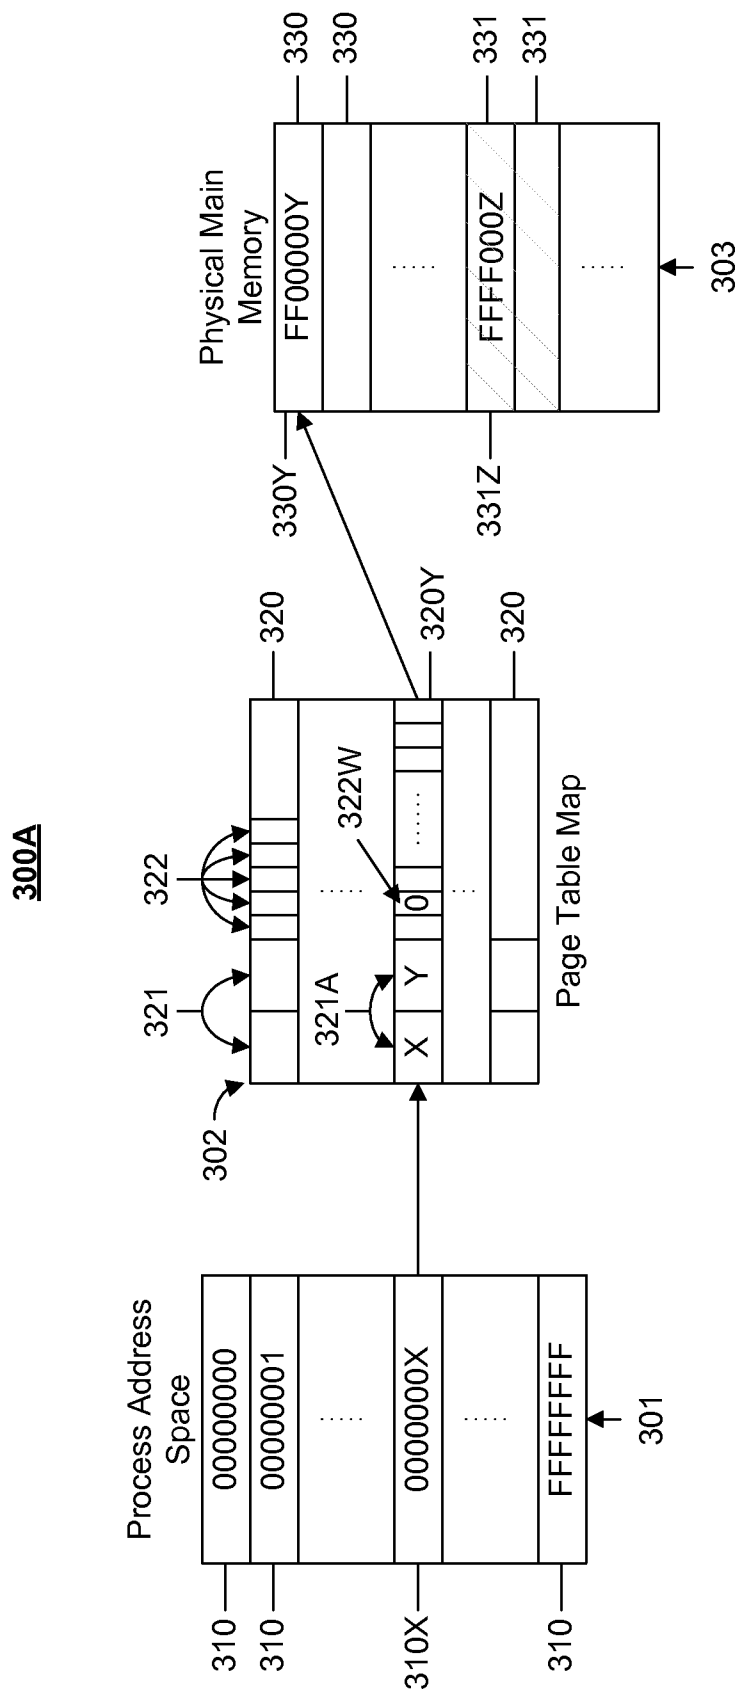 300A
Process Address
Space
310
00000000
310
00000001
.....
310X
0000000X
.....
310
FFFFFFFF
301
302
321
322
320
.....
321A
322W
X
Y
0
......
320Y
...
320
Page Table Map
Physical Main
Memory
330Y
FF00000Y
330
330
.....
331Z
FFFF000Z
331
331
.....
303